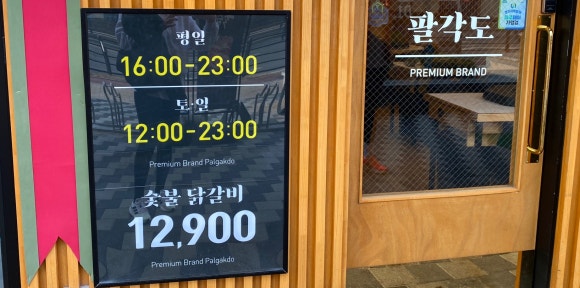 평일
16:00-23:00
토·일
12:00-23:00
Premium Brand Palgakdo
숯불 닭갈비
12,900
Premium Brand Palgakdo
팔각도
PREMIUM BRAND